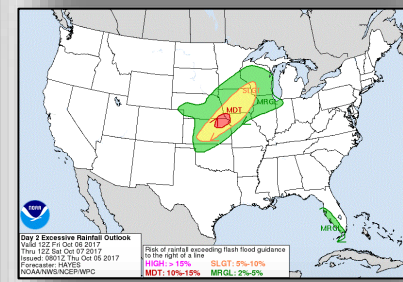 SLGT
MRGL
MDT
MRGL
NOAA
Day 2 Excessive Rainfall Outlook
Valid 12Z Fri Oct 06 2017
Thru 12Z Sat Oct 07 2017
Issued: 0801Z Thu Oct 05 2017
Forecaster: HAYES
NOAA/NWS/NCEP/WPC
Risk of rainfall exceeding flash flood guidance
to the right of a line
HIGH: > 15% SLGT: 5%-10%
MDT: 10%-15% MRGL: 2%-5%